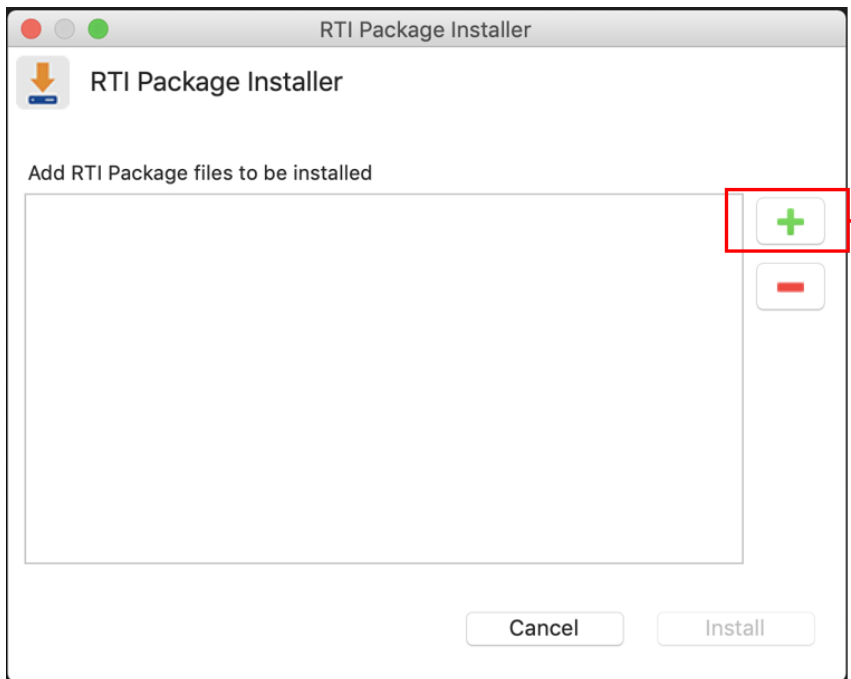 RTI Package Installer
RTI Package Installer
Add RTI Package files to be installed
Cancel
Install